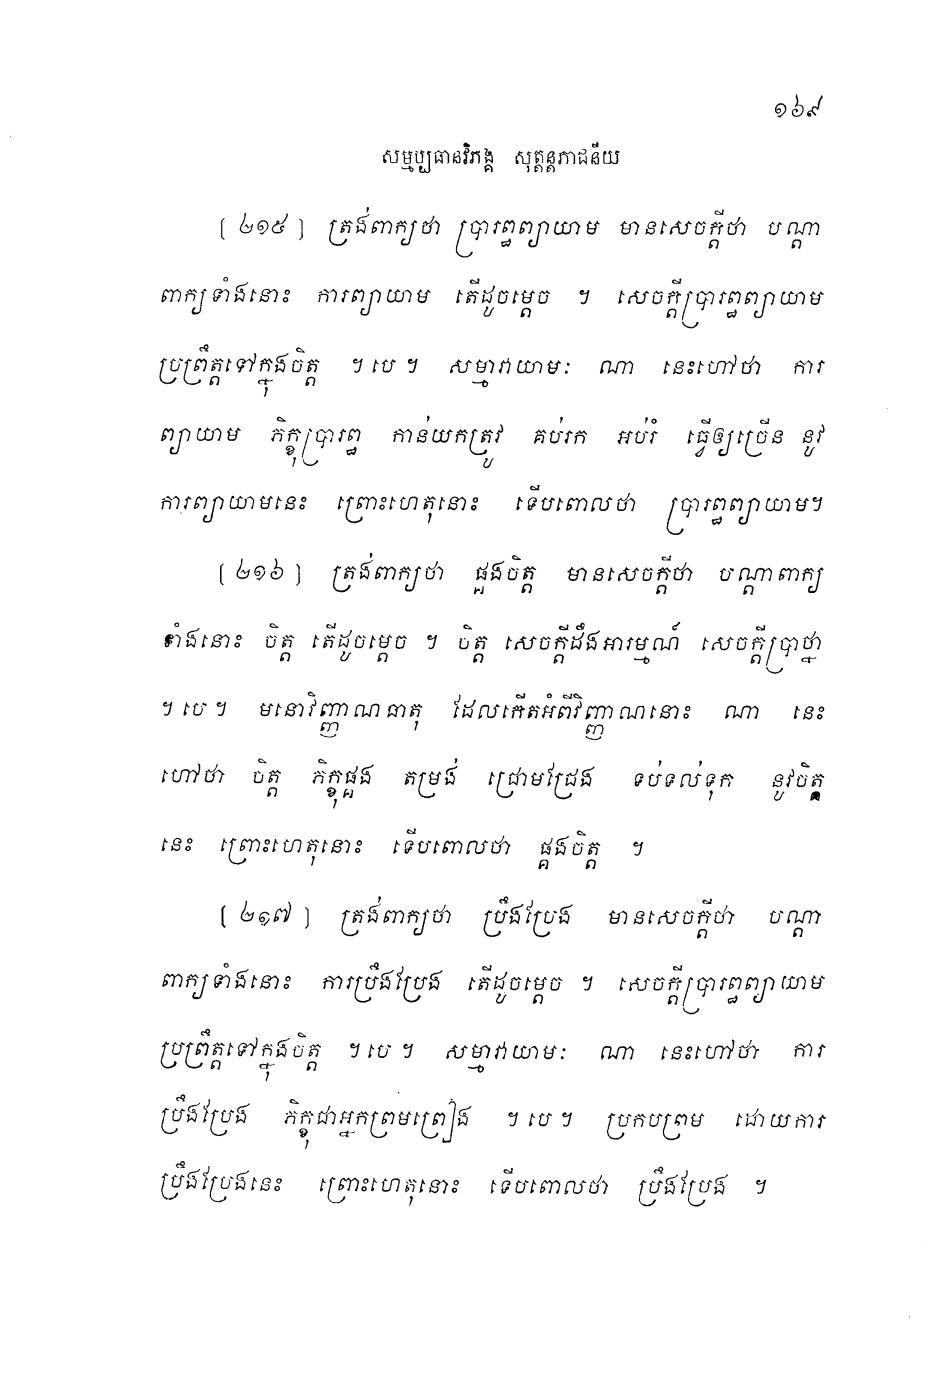 ១៦៩
សម្មប្បធានវិភង្គ សុត្តន្តភាជនីយ
[ ២១៥ ] ត្រង់ពាក្យថា ប្រារព្ធព្យាយាម មានសេចក្តីថា បណ្តា
ពាក្យទាំងនោះ ការព្យាយាម តើដូចម្តេច ។ សេចក្តីប្រារព្ធព្យាយាម
ប្រព្រឹត្តទៅក្នុងចិត្ត ។ បេ ។ សម្មាវាយាមៈ ណា នេះហៅថា ការ
ព្យាយាម ភិក្ខុប្រារព្ធ កាន់យកត្រូវ គប់រក អប់រំ ធ្វើឲ្យច្រើន នូវ
ការព្យាយាមនេះ ព្រោះហេតុនោះ ទើបពោលថា ប្រារព្ធព្យាយាម។
[ ២១៦ ] ត្រង់ពាក្យថា ផ្គងចិត្ត មានសេចក្តីថា បណ្តាពាក្យ
ទាំងនោះ ចិត្ត តើដូចម្តេច ។ ចិត្ត សេចក្តីដឹងអារម្មណ៍ សេចក្តីប្រាថ្នា
។ បេ ។ មនោវិញ្ញាណធាតុ ដែលកើតអំពីវិញ្ញាណនោះ ណា នេះ
ហៅថា ចិត្ត ភិក្ខុផ្គង តម្រង់ ជ្រោមជ្រែង ទប់ទល់ទុក នូវចិត្ត
នេះ ព្រោះហេតុនោះ ទើបពោលថា ផ្គងចិត្ត ។
[ ២១៧ ] ត្រង់ពាក្យថា ប្រឹងប្រែង មានសេចក្តីថា បណ្តា
ពាក្យទាំងនោះ ការប្រឹងប្រែង តើដូចម្តេច ។ សេចក្តីប្រារព្ធព្យាយាម
ប្រព្រឹត្តទៅក្នុងចិត្ត ។ បេ ។ សម្មាវាយាមៈ ណា នេះហៅថា ការ
ប្រឹងប្រែង ភិក្ខុជាអ្នកព្រមព្រៀង ។ បេ ។ ប្រកបព្រម ដោយការ
ប្រឹងប្រែងនេះ ព្រោះហេតុនោះ ទើបពោលថា ប្រឹងប្រែង ។